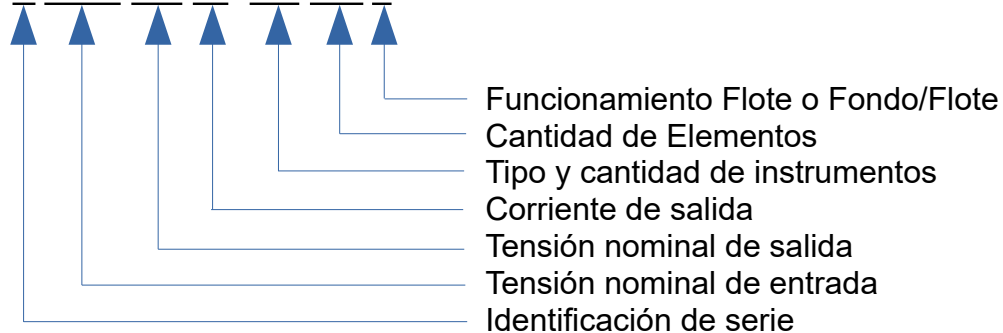 Funcionamiento Flote o Fondo/Flote
Cantidad de Elementos
Tipo y cantidad de instrumentos
Corriente de salida
Tensión nominal de salida
Tensión nominal de entrada
Identificación de serie